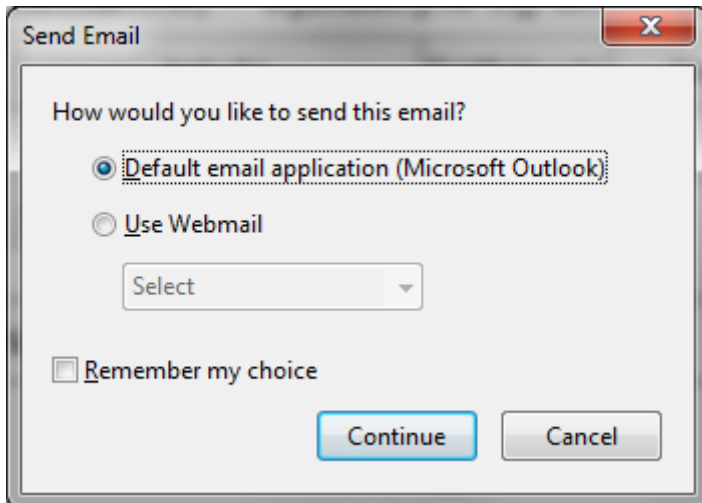 Send Email
How would you like to send this email?
Default email application (Microsoft Outlook)
Use Webmail
Select
Remember my choice
Continue
Cancel